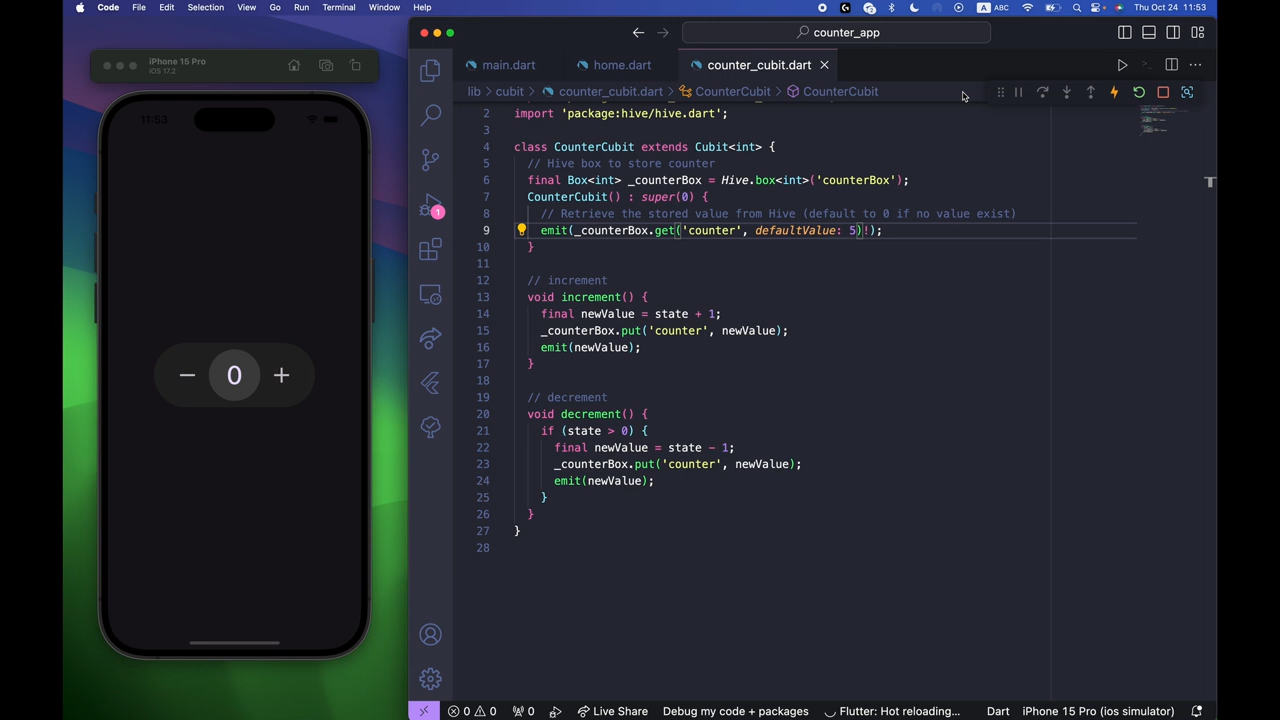 Code File Edit Selection View Go Run Terminal Window Help
A ABC Thu Oct 24 11:53
iPhone 15 Pro
iOS 17.2
11:53
− 0 +
counter_app
main.dart home.dart counter_cubit.dart
lib > cubit > counter_cubit.dart > CounterCubit > CounterCubit
1
2 import 'package:hive/hive.dart';
3
4 class CounterCubit extends Cubit<int> {
5 // Hive box to store counter
6 final Box<int> _counterBox = Hive.box<int>('counterBox');
7 CounterCubit() : super(0) {
8 // Retrieve the stored value from Hive (default to 0 if no value exist)
9 emit(_counterBox.get('counter', defaultValue: 5)!);
10 }
11
12 // increment
13 void increment() {
14 final newValue = state + 1;
15 _counterBox.put('counter', newValue);
16 emit(newValue);
17 }
18
19 // decrement
20 void decrement() {
21 if (state > 0) {
22 final newValue = state - 1;
23 _counterBox.put('counter', newValue);
24 emit(newValue);
25 }
26 }
27 }
28
0 0 0 Live Share Debug my code + packages Flutter: Hot reloading... Dart iPhone 15 Pro (ios simulator)